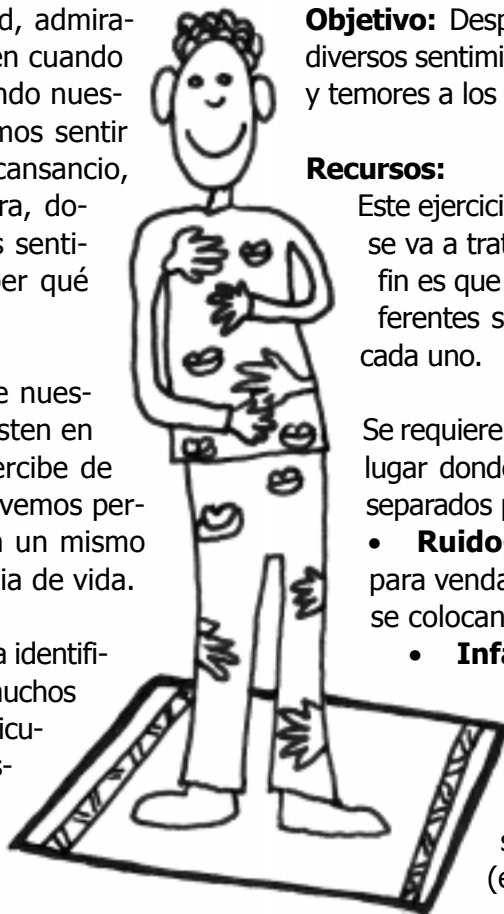 d, admira-
en cuando
ndo nues-
mos sentir
cansancio,
ra, do-
s senti-
ber qué
e nues-
sten en
ercibe de
vemos per-
n un mismo
ia de vida.
a identifi-
muchos
icu-
s-
Objetivo: Desp
diversos sentimi
y temores a los
Recursos:
Este ejercici
se va a trat
fin es que
ferentes s
cada uno.
Se requiere
lugar donde
separados p
• Ruido
para venda
se colocan
• Infa
s
(e